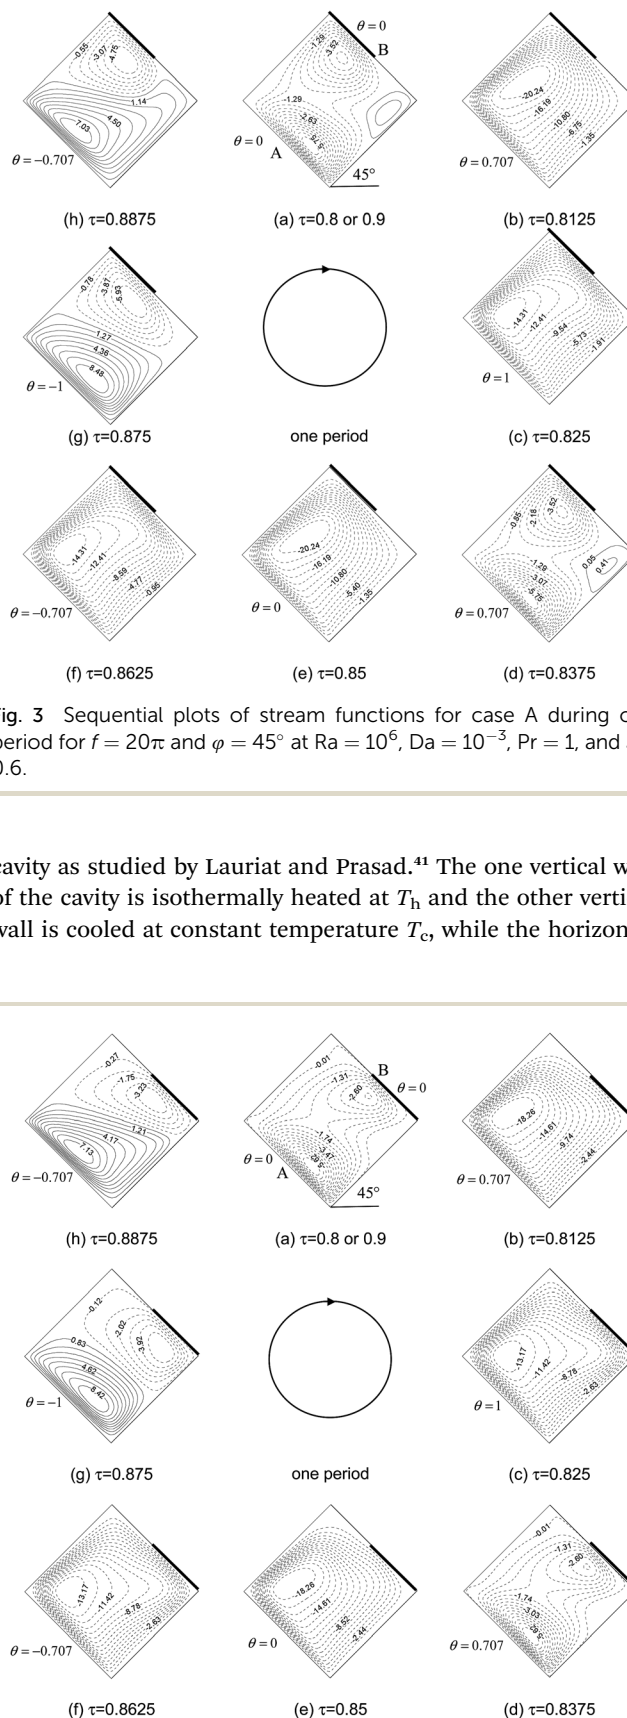 -0.55
-3.07
-4.75
1.14
4.50
7.03
θ = −0.707
(h) τ=0.8875
θ = 0
B
-1.29
-3.52
-1.29
-2.63
-5.75
θ = 0
A
45°
(a) τ=0.8 or 0.9
-20.24
-16.19
-10.80
-6.75
-1.35
θ = 0.707
(b) τ=0.8125
-0.78
-3.87
-5.93
1.27
4.36
8.48
θ = −1
(g) τ=0.875
one period
-14.31
-12.41
-9.54
-5.73
-1.91
θ = 1
(c) τ=0.825
-14.31
-12.41
-8.59
-4.77
-0.95
θ = −0.707
(f) τ=0.8625
-20.24
-16.19
-10.80
-5.40
-1.35
θ = 0
(e) τ=0.85
-0.85
-2.18
-3.52
0.05
0.41
-1.29
-3.07
-5.75
θ = 0.707
(d) τ=0.8375
ig. 3 Sequential plots of stream functions for case A during
period for f = 20π and φ = 45° at Ra = 10⁶, Da = 10⁻³, Pr = 1, and
0.6.
cavity as studied by Lauriat and Prasad.⁴¹ The one vertical w
of the cavity is isothermally heated at Tₕ and the other verti
wall is cooled at constant temperature T꜀, while the horizon
-0.27
-1.75
-3.23
1.21
4.17
7.13
θ = −0.707
(h) τ=0.8875
-0.01
-1.31
-2.60
B
θ = 0
-1.74
-3.47
-5.62
θ = 0
A
45°
(a) τ=0.8 or 0.9
-18.26
-14.61
-9.74
-2.44
θ = 0.707
(b) τ=0.8125
-0.12
-2.02
-3.92
0.83
4.62
8.42
θ = −1
(g) τ=0.875
one period
-13.17
-11.42
-8.78
-2.63
θ = 1
(c) τ=0.825
-13.17
-11.42
-8.78
-2.63
θ = −0.707
(f) τ=0.8625
-18.26
-14.61
-8.52
-2.44
θ = 0
(e) τ=0.85
-0.01
-1.31
-2.60
-1.74
-3.03
-5.62
θ = 0.707
(d) τ=0.8375